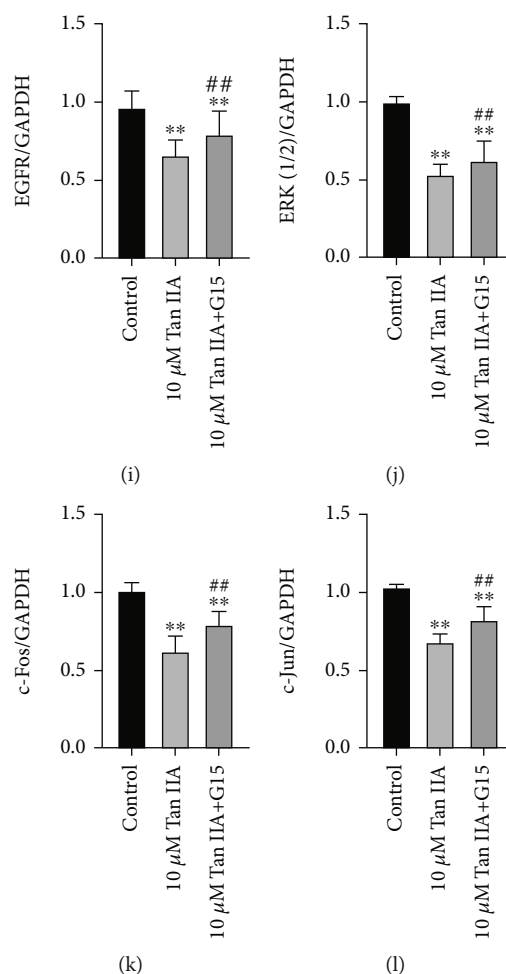 EGFR/GAPDH
1.5
1.0
0.5
0.0
**
##
**
Control
10 μM Tan IIA
10 μM Tan IIA+G15
(i)
ERK (1/2)/GAPDH
1.5
1.0
0.5
0.0
**
##
**
Control
10 μM Tan IIA
10 μM Tan IIA+G15
(j)
c-Fos/GAPDH
1.5
1.0
0.5
0.0
**
##
**
Control
10 μM Tan IIA
10 μM Tan IIA+G15
(k)
c-Jun/GAPDH
1.5
1.0
0.5
0.0
**
##
**
Control
10 μM Tan IIA
10 μM Tan IIA+G15
(l)